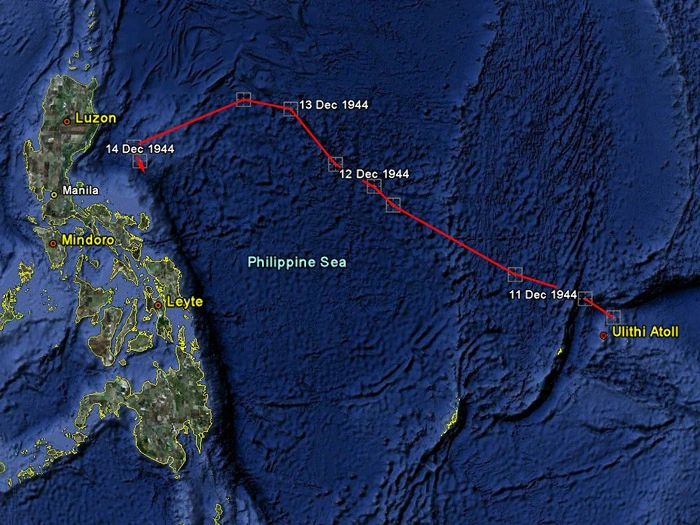 Luzon
13 Dec 1944
14 Dec 1944
12 Dec 1944
Manila
Mindoro
Philippine Sea
11 Dec 1944
Leyte
Ulithi Atoll